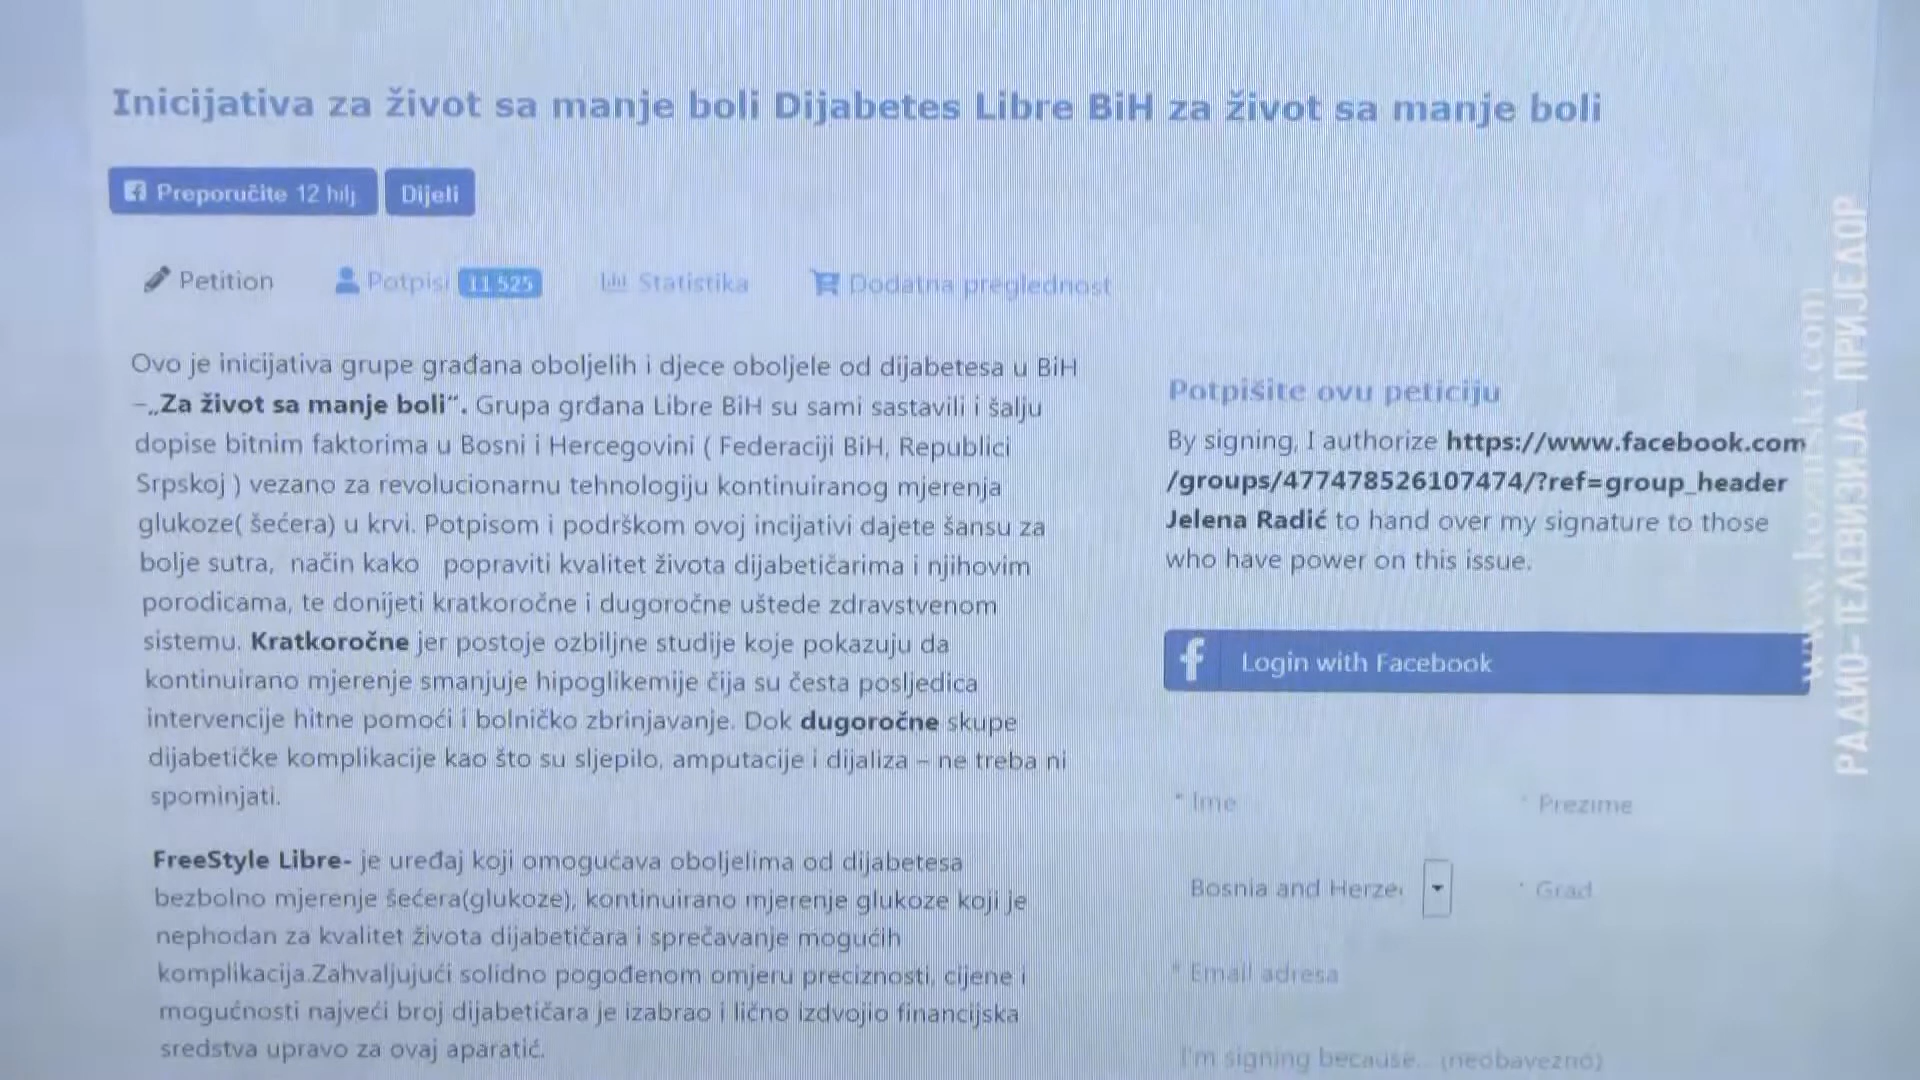 Inicijativa za život sa manje boli Dijabetes Libre BiH za život sa manje boli
Preporučite 12 hilj
Dijeli
Petition
Potpisi 11 525
Statistika
Dodatna preglednost
Ovo je inicijativa grupe građana oboljelih i djece oboljele od dijabetesa u BiH
–„Za život sa manje boli“. Grupa grđana Libre BiH su sami sastavili i šalju
dopise bitnim faktorima u Bosni i Hercegovini ( Federaciji BiH, Republici
Srpskoj ) vezano za revolucionarnu tehnologiju kontinuiranog mjerenja
glukoze( šećera) u krvi. Potpisom i podrškom ovoj incijativi dajete šansu za
bolje sutra, način kako popraviti kvalitet života dijabetičarima i njihovim
porodicama, te donijeti kratkoročne i dugoročne uštede zdravstvenom
sistemu. Kratkoročne jer postoje ozbiljne studije koje pokazuju da
kontinuirano mjerenje smanjuje hipoglikemije čija su česta posljedica
intervencije hitne pomoći i bolničko zbrinjavanje. Dok dugoročne skupe
dijabetičke komplikacije kao što su sljepilo, amputacije i dijaliza – ne treba ni
spominjati.
FreeStyle Libre- je uređaj koji omogućava oboljelima od dijabetesa
bezbolno mjerenje šećera(glukoze), kontinuirano mjerenje glukoze koji je
nephodan za kvalitet života dijabetičara i sprečavanje mogućih
komplikacija.Zahvaljujući solidno pogođenom omjeru preciznosti, cijene i
mogućnosti najveći broj dijabetičara je izabrao i lično izdvojio financijska
sredstva upravo za ovaj aparatić.
Potpišite ovu peticiju
By signing, I authorize https://www.facebook.com
/groups/477478526107474/?ref=group_header
Jelena Radić to hand over my signature to those
who have power on this issue.
Login with Facebook
* Ime
* Prezime
Bosnia and Herze
* Grad
* Email adresa
I'm signing because... (neobavezno)
www.kozarski.com
РАДИО-ТЕЛЕВИЗИЈА ПРИЈЕДОР